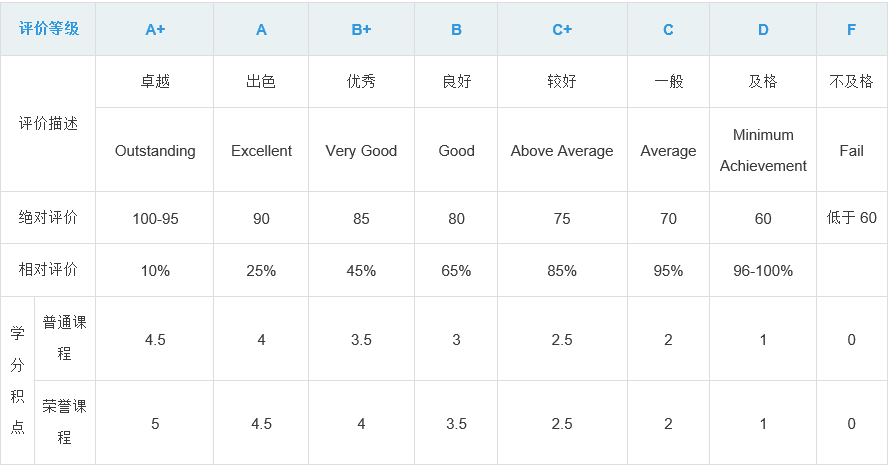 评价等级 A+ A B+ B C+ C D F
评价描述 卓越 出色 优秀 良好 较好 一般 及格 不及格
Outstanding Excellent Very Good Good Above Average Average Minimum Achievement Fail
绝对评价 100-95 90 85 80 75 70 60 低于 60
相对评价 10% 25% 45% 65% 85% 95% 96-100%
学分积点 普通课程 4.5 4 3.5 3 2.5 2 1 0
荣誉课程 5 4.5 4 3.5 2.5 2 1 0